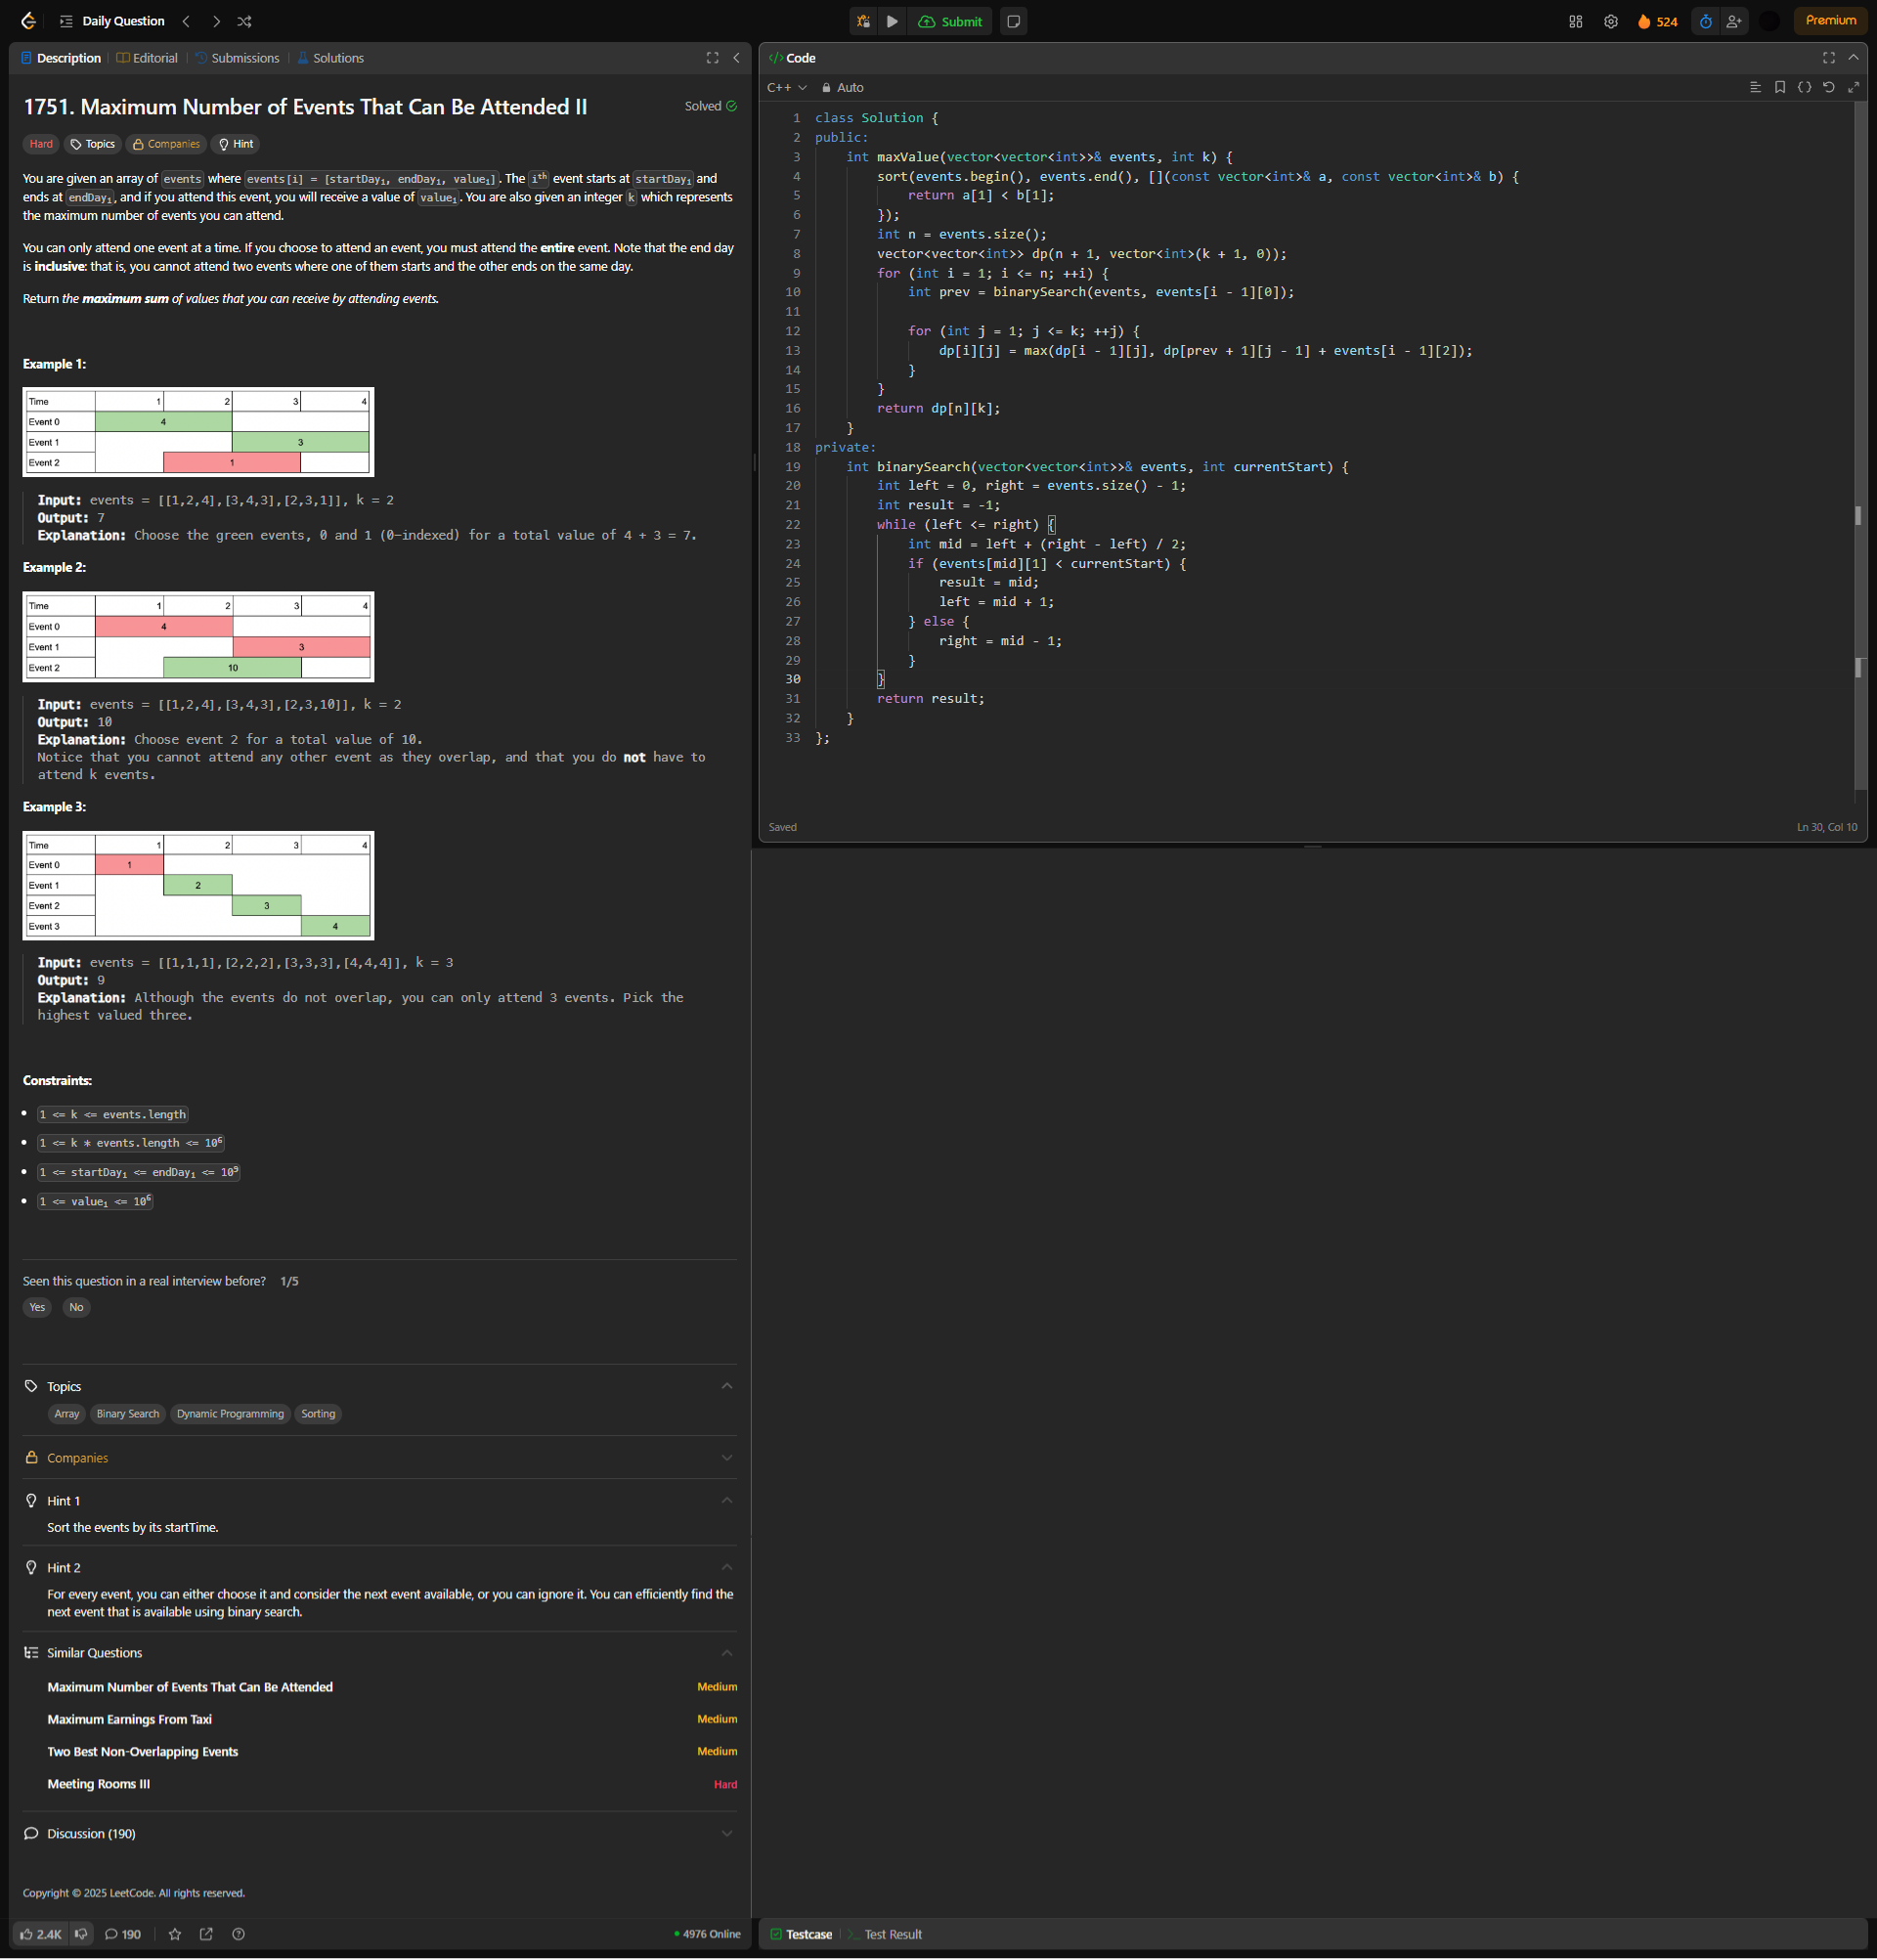 Daily Question
Submit
524
Premium
Description
Editorial
Submissions
Solutions
1751. Maximum Number of Events That Can Be Attended II
Solved
Hard
Topics
Companies
Hint
You are given an array of events where events[i] = [startDayᵢ, endDayᵢ, valueᵢ]. The iᵗʰ event starts at startDayᵢ and
ends at endDayᵢ, and if you attend this event, you will receive a value of valueᵢ. You are also given an integer k which represents
the maximum number of events you can attend.
You can only attend one event at a time. If you choose to attend an event, you must attend the entire event. Note that the end day
is inclusive: that is, you cannot attend two events where one of them starts and the other ends on the same day.
Return the maximum sum of values that you can receive by attending events.
Example 1:
Time 1 2 3 4
Event 0 4
Event 1 3
Event 2 1
Input: events = [[1,2,4],[3,4,3],[2,3,1]], k = 2
Output: 7
Explanation: Choose the green events, 0 and 1 (0-indexed) for a total value of 4 + 3 = 7.
Example 2:
Time 1 2 3 4
Event 0 4
Event 1 3
Event 2 10
Input: events = [[1,2,4],[3,4,3],[2,3,10]], k = 2
Output: 10
Explanation: Choose event 2 for a total value of 10.
Notice that you cannot attend any other event as they overlap, and that you do not have to
attend k events.
Example 3:
Time 1 2 3 4
Event 0 1
Event 1 2
Event 2 3
Event 3 4
Input: events = [[1,1,1],[2,2,2],[3,3,3],[4,4,4]], k = 3
Output: 9
Explanation: Although the events do not overlap, you can only attend 3 events. Pick the
highest valued three.
Constraints:
1 <= k <= events.length
1 <= k * events.length <= 10⁶
1 <= startDayᵢ <= endDayᵢ <= 10⁹
1 <= valueᵢ <= 10⁶
Seen this question in a real interview before? 1/5
Yes
No
Topics
Array
Binary Search
Dynamic Programming
Sorting
Companies
Hint 1
Sort the events by its startTime.
Hint 2
For every event, you can either choose it and consider the next event available, or you can ignore it. You can efficiently find the
next event that is available using binary search.
Similar Questions
Maximum Number of Events That Can Be Attended Medium
Maximum Earnings From Taxi Medium
Two Best Non-Overlapping Events Medium
Meeting Rooms III Hard
Discussion (190)
Copyright © 2025 LeetCode. All rights reserved.
2.4K
190
4976 Online
</> Code
C++
Auto
1 class Solution {
2 public:
3     int maxValue(vector<vector<int>>& events, int k) {
4         sort(events.begin(), events.end(), [](const vector<int>& a, const vector<int>& b) {
5             return a[1] < b[1];
6         });
7         int n = events.size();
8         vector<vector<int>> dp(n + 1, vector<int>(k + 1, 0));
9         for (int i = 1; i <= n; ++i) {
10             int prev = binarySearch(events, events[i - 1][0]);
11
12             for (int j = 1; j <= k; ++j) {
13                 dp[i][j] = max(dp[i - 1][j], dp[prev + 1][j - 1] + events[i - 1][2]);
14             }
15         }
16         return dp[n][k];
17     }
18 private:
19     int binarySearch(vector<vector<int>>& events, int currentStart) {
20         int left = 0, right = events.size() - 1;
21         int result = -1;
22         while (left <= right) {
23             int mid = left + (right - left) / 2;
24             if (events[mid][1] < currentStart) {
25                 result = mid;
26                 left = mid + 1;
27             } else {
28                 right = mid - 1;
29             }
30         }
31         return result;
32     }
33 };
Saved
Ln 30, Col 10
Testcase
Test Result